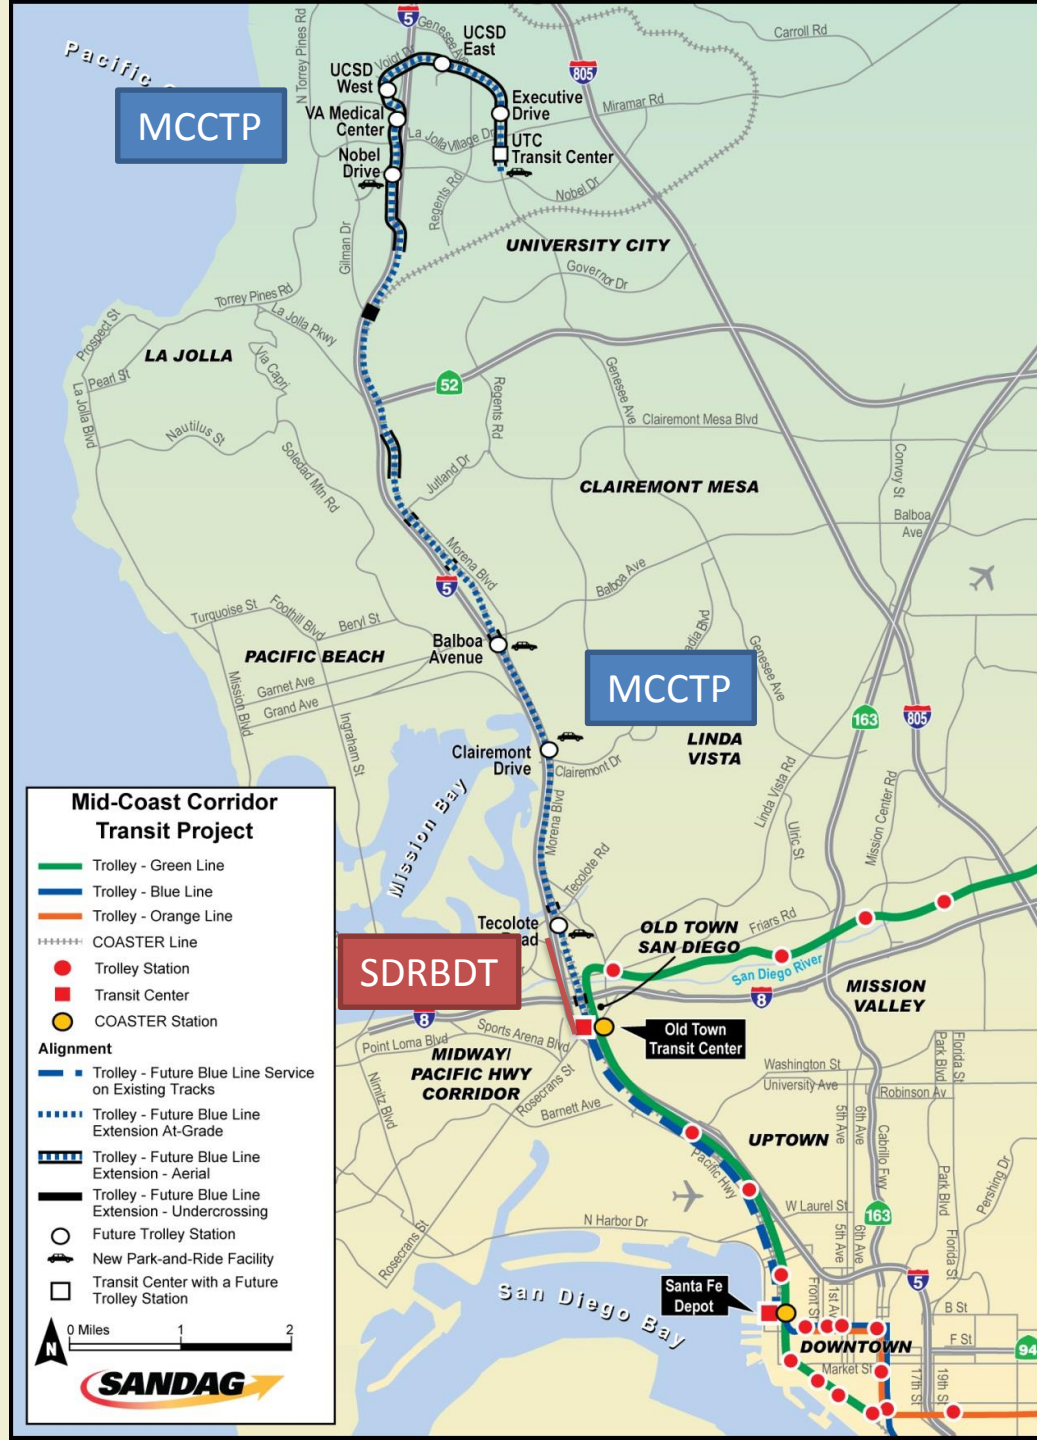 Pacific
MCCTP
5
Genesee Ave
N Torrey Pines Rd
Voigt Dr
UCSD
East
UCSD
West
VA Medical
Center
Nobel
Drive
Executive
Drive
UTC
Transit Center
La Jolla Village Dr
Miramar Rd
Carroll Rd
805
Nobel Dr
Regents Rd
Gilman Dr
UNIVERSITY CITY
Governor Dr
Torrey Pines Rd
La Jolla Pkwy
Prospect St
LA JOLLA
Pearl St
Via Capri
La Jolla Blvd
Nautilus St
Soledad Mtn Rd
52
Regents Rd
Genesee Ave
Clairemont Mesa Blvd
Jutland Dr
CLAIREMONT MESA
Convoy St
Balboa
Ave
Morena Blvd
5
Balboa Ave
Turquoise St
Foothill Blvd
Beryl St
Balboa
Avenue
PACIFIC BEACH
Garnet Ave
Grand Ave
Mission Blvd
Ingraham St
MCCTP
Genesee Ave
LINDA
VISTA
163
805
Clairemont
Drive
Clairemont Dr
Morena Blvd
Mission Bay
Linda Vista Rd
Ulric St
Mission Center Rd
Tecolote Rd
Tecolote
SDRBDT
OLD TOWN
SAN DIEGO
Friars Rd
San Diego River
8
MISSION
VALLEY
8
Sports Arena Blvd
Point Loma Blvd
Nimitz Blvd
MIDWAY/
PACIFIC HWY
CORRIDOR
Rosecrans St
Barnett Ave
Old Town
Transit Center
Washington St
University Ave
Park Blvd
Florida St
Robinson Av
5th Ave
6th Ave
Cabrillo Fwy
UPTOWN
Pacific Hwy
Park Blvd
Pershing Dr
W Laurel St
163
N Harbor Dr
Rosecrans St
5th Ave
6th Ave
Florida St
San Diego Bay
Santa Fe
Depot
Front St
1st Av
5
B St
F St
94
DOWNTOWN
Market St
17th St
19th St
Mid-Coast Corridor
Transit Project
Trolley - Green Line
Trolley - Blue Line
Trolley - Orange Line
COASTER Line
Trolley Station
Transit Center
COASTER Station
Alignment
Trolley - Future Blue Line Service
on Existing Tracks
Trolley - Future Blue Line
Extension At-Grade
Trolley - Future Blue Line
Extension - Aerial
Trolley - Future Blue Line
Extension - Undercrossing
Future Trolley Station
New Park-and-Ride Facility
Transit Center with a Future
Trolley Station
N
0 Miles 1 2
SANDAG